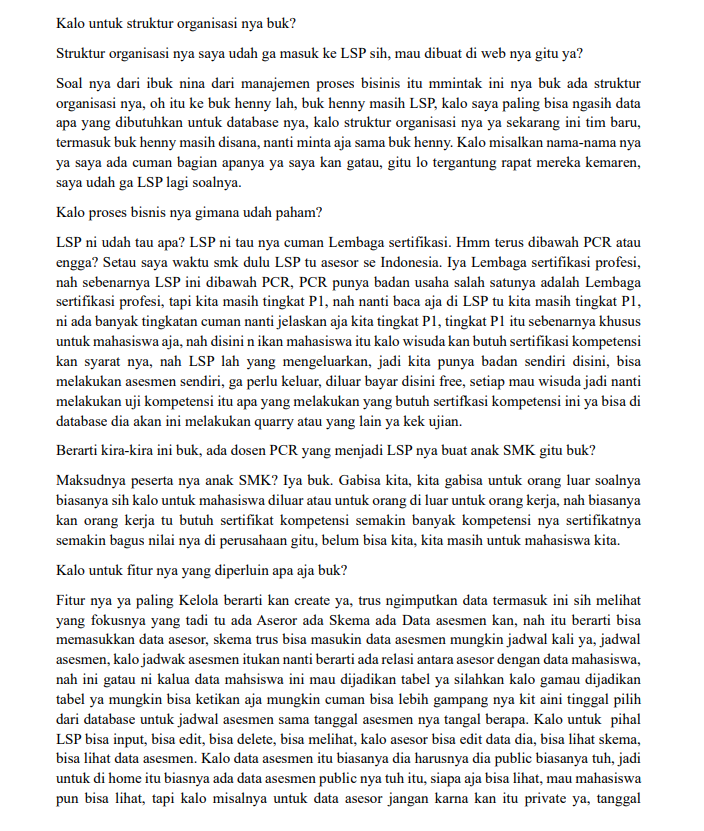 Kalo untuk struktur organisasi nya buk?
Struktur organisasi nya saya udah ga masuk ke LSP sih, mau dibuat di web nya gitu ya?
Soal nya dari ibuk nina dari manajemen proses bisinis itu mmintak ini nya buk ada struktur
organisasi nya, oh itu ke buk henny lah, buk henny masih LSP, kalo saya paling bisa ngasih data
apa yang dibutuhkan untuk database nya, kalo struktur organisasi nya ya sekarang ini tim baru,
termasuk buk henny masih disana, nanti minta aja sama buk henny. Kalo misalkan nama-nama nya
ya saya ada cuman bagian apanya ya saya kan gatau, gitu lo tergantung rapat mereka kemaren,
saya udah ga LSP lagi soalnya.
Kalo proses bisnis nya gimana udah paham?
LSP ni udah tau apa? LSP ni tau nya cuman Lembaga sertifikasi. Hmm terus dibawah PCR atau
engga? Setau saya waktu smk dulu LSP tu asesor se Indonesia. Iya Lembaga sertifikasi profesi,
nah sebenarnya LSP ini dibawah PCR, PCR punya badan usaha salah satunya adalah Lembaga
sertifikasi profesi, tapi kita masih tingkat P1, nah nanti baca aja di LSP tu kita masih tingkat P1,
ni ada banyak tingkatan cuman nanti jelaskan aja kita tingkat P1, tingkat P1 itu sebenarnya khusus
untuk mahasiswa aja, nah disini n ikan mahasiswa itu kalo wisuda kan butuh sertifikasi kompetensi
kan syarat nya, nah LSP lah yang mengeluarkan, jadi kita punya badan sendiri disini, bisa
melakukan asesmen sendiri, ga perlu keluar, diluar bayar disini free, setiap mau wisuda jadi nanti
melakukan uji kompetensi itu apa yang melakukan yang butuh sertifkasi kompetensi ini ya bisa di
database dia akan ini melakukan quarry atau yang lain ya kek ujian.
Berarti kira-kira ini buk, ada dosen PCR yang menjadi LSP nya buat anak SMK gitu buk?
Maksudnya peserta nya anak SMK? Iya buk. Gabisa kita, kita gabisa untuk orang luar soalnya
biasanya sih kalo untuk mahasiswa diluar atau untuk orang di luar untuk orang kerja, nah biasanya
kan orang kerja tu butuh sertifikat kompetensi semakin banyak kompetensi nya sertifikatnya
semakin bagus nilai nya di perusahaan gitu, belum bisa kita, kita masih untuk mahasiswa kita.
Kalo untuk fitur nya yang diperluin apa aja buk?
Fitur nya ya paling Kelola berarti kan create ya, trus ngimputkan data termasuk ini sih melihat
yang fokusnya yang tadi tu ada Aseror ada Skema ada Data asesmen kan, nah itu berarti bisa
memasukkan data asesor, skema trus bisa masukin data asesmen mungkin jadwal kali ya, jadwal
asesmen, kalo jadwak asesmen itukan nanti berarti ada relasi antara asesor dengan data mahasiswa,
nah ini gatau ni kalua data mahsiswa ini mau dijadikan tabel ya silahkan kalo gamau dijadikan
tabel ya mungkin bisa ketikan aja mungkin cuman bisa lebih gampang nya kit aini tinggal pilih
dari database untuk jadwal asesmen sama tanggal asesmen nya tangal berapa. Kalo untuk pihal
LSP bisa input, bisa edit, bisa delete, bisa melihat, kalo asesor bisa edit data dia, bisa lihat skema,
bisa lihat data asesmen. Kalo data asesmen itu biasanya dia harusnya dia public biasanya tuh, jadi
untuk di home itu biasnya ada data asesmen public nya tuh itu, siapa aja bisa lihat, mau mahasiswa
pun bisa lihat, tapi kalo misalnya untuk data asesor jangan karna kan itu private ya, tanggal